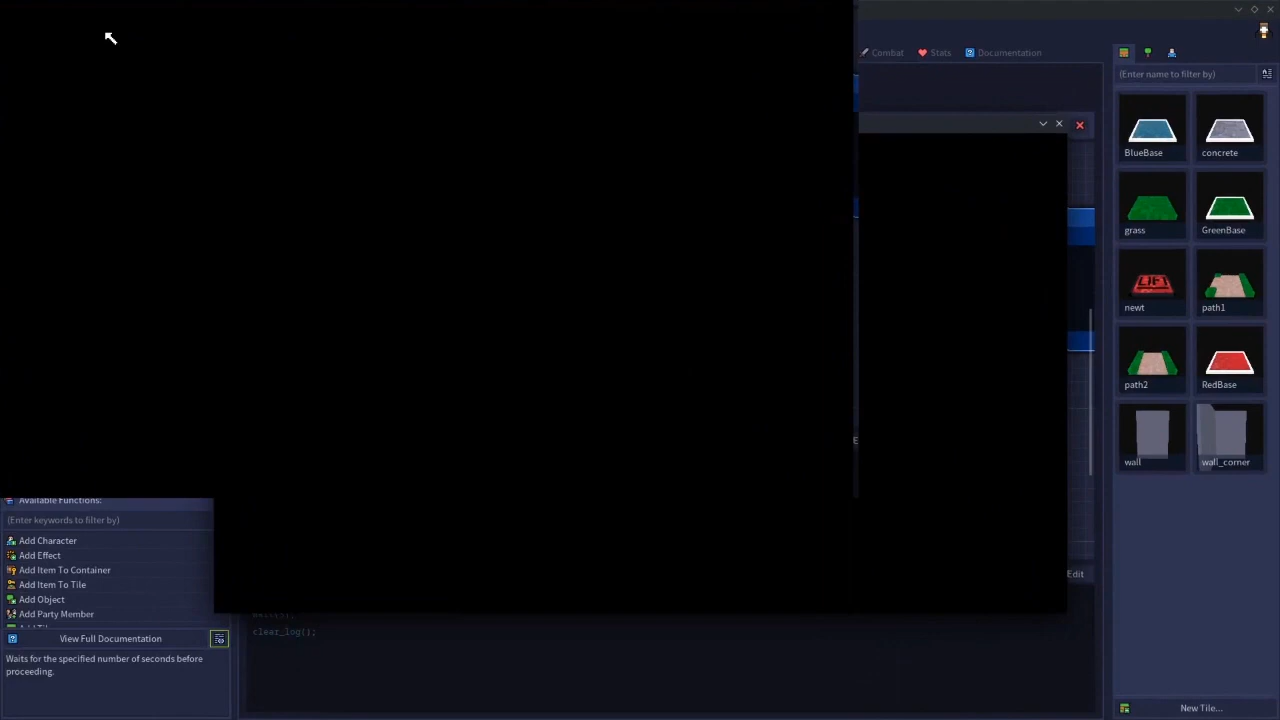 Combat
Stats
Documentation
(Enter name to filter by)
BlueBase
concrete
grass
GreenBase
newt
LIFT
path1
path2
RedBase
wall
wall_corner
Edit
New Tile...
Available Functions:
(Enter keywords to filter by)
Add Character
Add Effect
Add Item To Container
Add Item To Tile
Add Object
Add Party Member
View Full Documentation
Waits for the specified number of seconds before
proceeding.
clear_log();